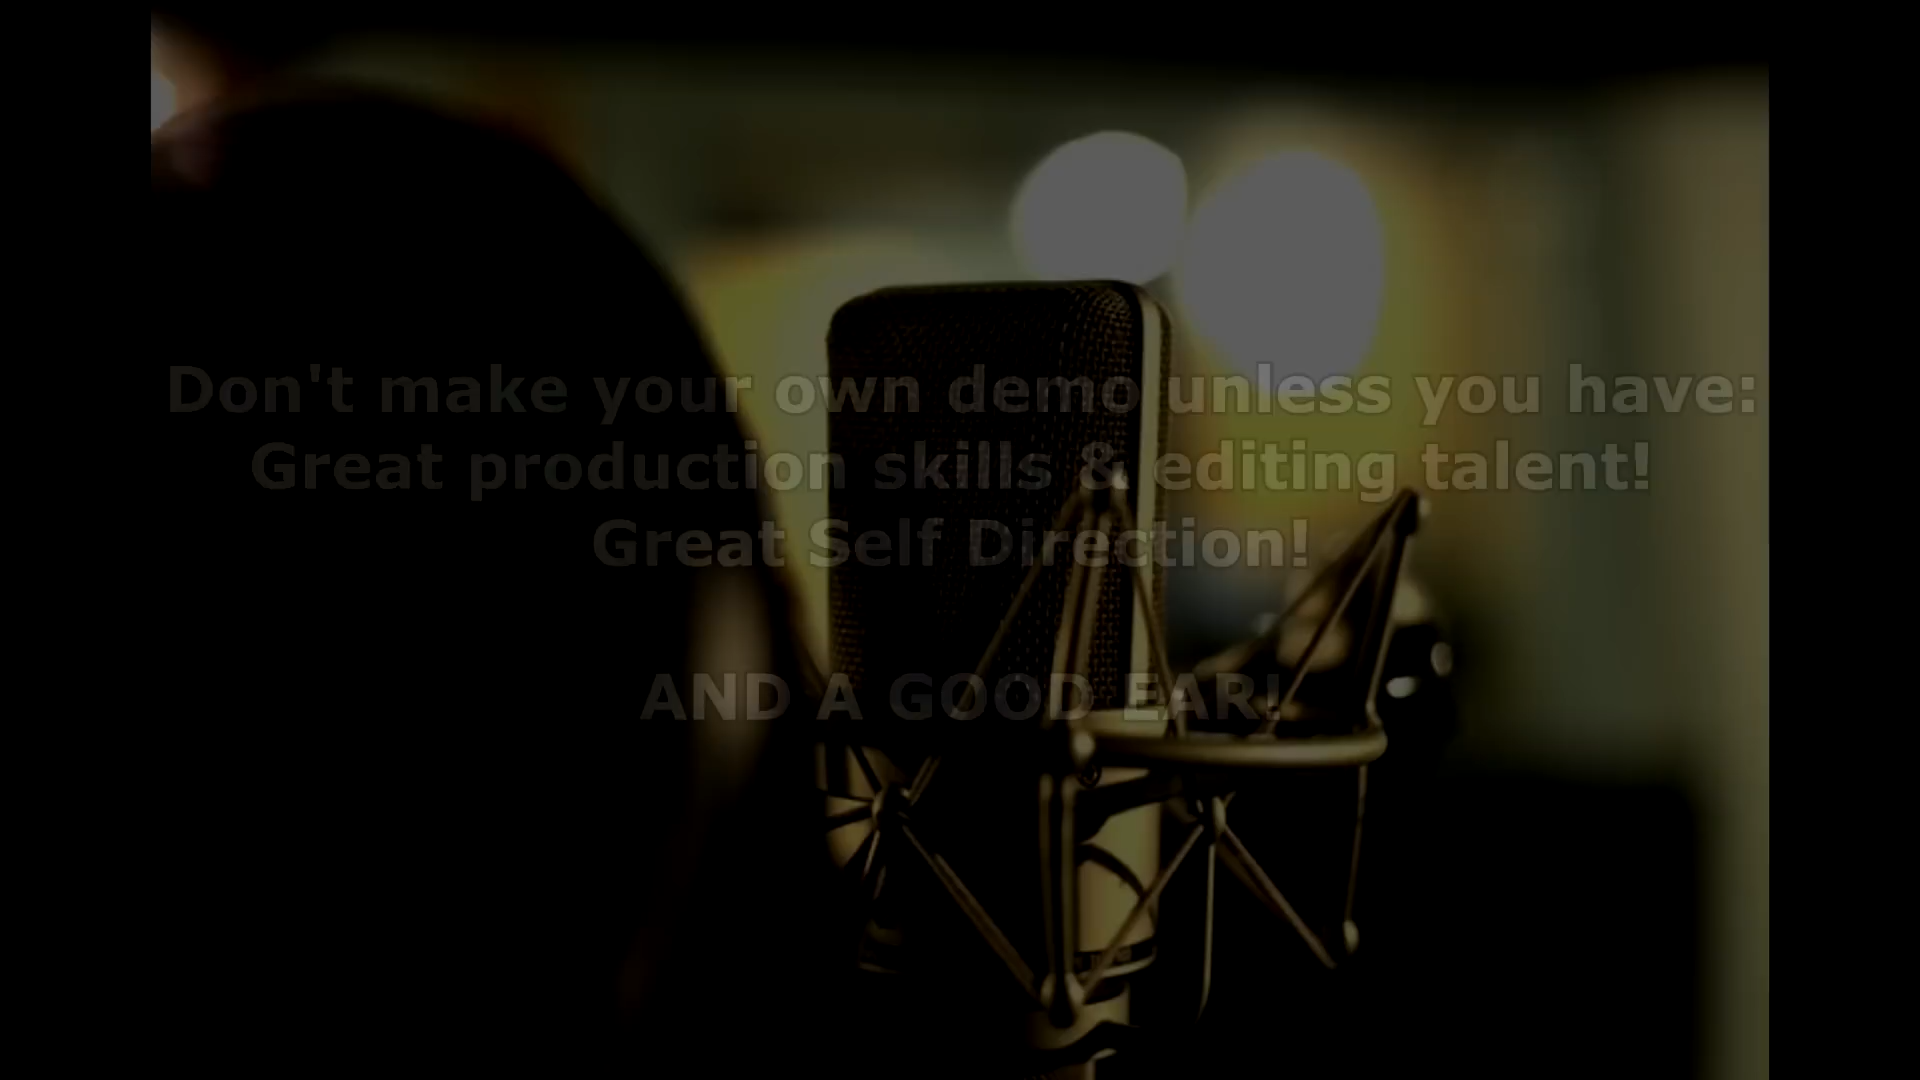 Don't make your own demo unless you have:
Great production skills & editing talent!
Great Self Direction!
AND A GOOD EAR!